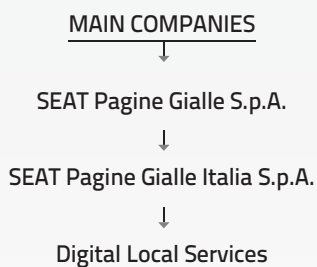 MAIN COMPANIES
SEAT Pagine Gialle S.p.A.
SEAT Pagine Gialle Italia S.p.A.
Digital Local Services